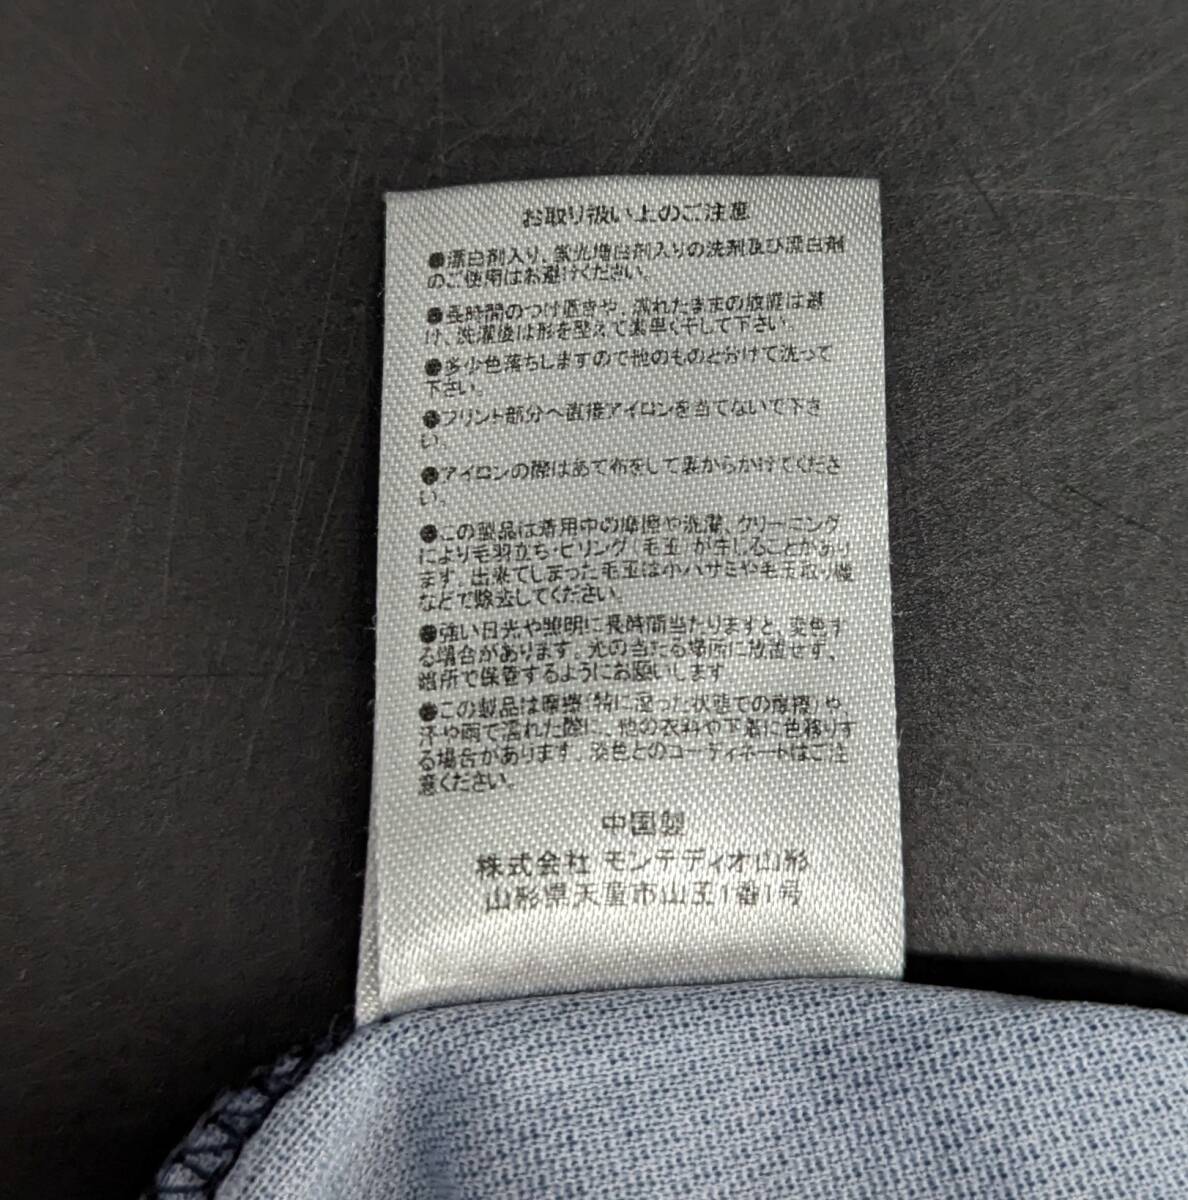 お取り扱い上のご注意
●漂白剤入り、蛍光増白剤入りの洗剤及び漂白剤
のご使用はお避けください。
●長時間のつけ置きや、濡れたままの放置は避
け、洗濯後は形を整えて素早く干して下さい。
●多少色落ちしますので他のものと分けて洗って
下さい。
●プリント部分へ直接アイロンを当てないで下さ
い。
●アイロンの際はあて布をして裏からかけてくださ
い。
●この製品は着用中の摩擦や洗濯、クリーニング
により毛羽立ち・ピリング（毛玉）が生じることがあり
ます。出来てしまった毛玉は小バサミや毛玉取り機
などで除去してください。
●強い日光や照明に長時間当たりますと、変色す
る場合があります。光の当たる場所に放置せず、
暗所で保管するようにお願いします。
●この製品は摩擦（特に湿った状態での摩擦）や
汗や雨で濡れた際に、他の衣料や下着に色移りす
る場合があります。淡色とのコーディネートはご注
意ください。
中国製
株式会社 モンテディオ山形
山形県天童市山王1番1号